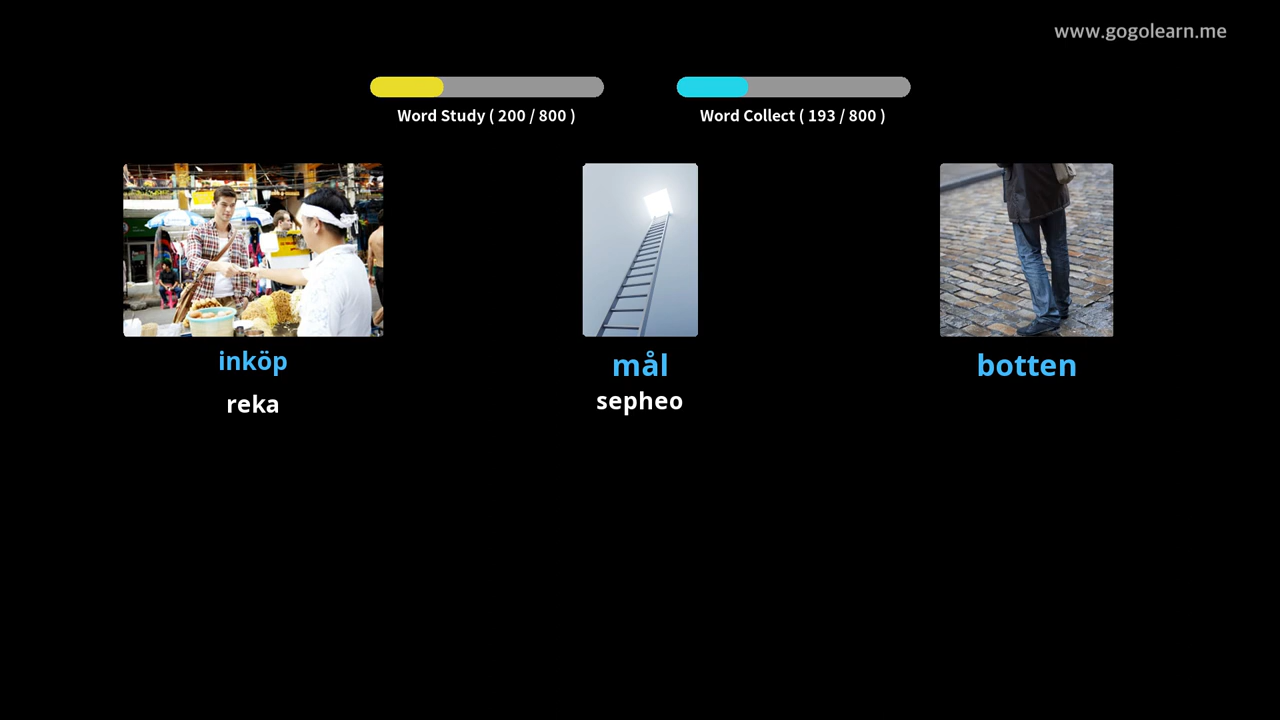 www.gogolearn.me
Word Study ( 200 / 800 )
Word Collect ( 193 / 800 )
inköp
mål
botten
reka
sepheo